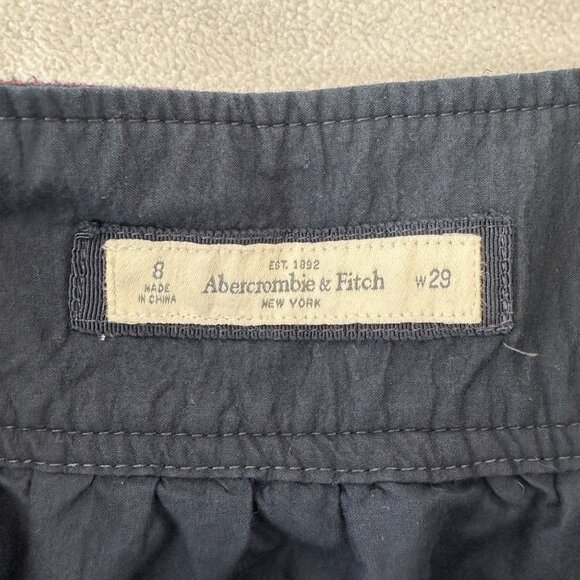 8
MADE
IN CHINA
EST. 1892
Abercrombie & Fitch
NEW YORK
W29